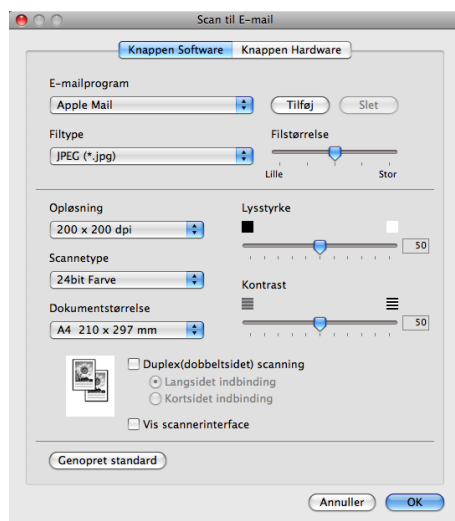 Scan til E-mail
Knappen Software Knappen Hardware
E-mailprogram
Apple Mail Tilføj Slet
Filtype Filstørrelse
JPEG (*.jpg)
Lille Stor
Opløsning Lysstyrke
200 x 200 dpi
50
Scannetype
24bit Farve Kontrast
Dokumentstørrelse
A4 210 x 297 mm 50
Duplex(dobbeltsidet) scanning
Langsidet indbinding
Kortsidet indbinding
Vis scannerinterface
Genopret standard
Annuller OK